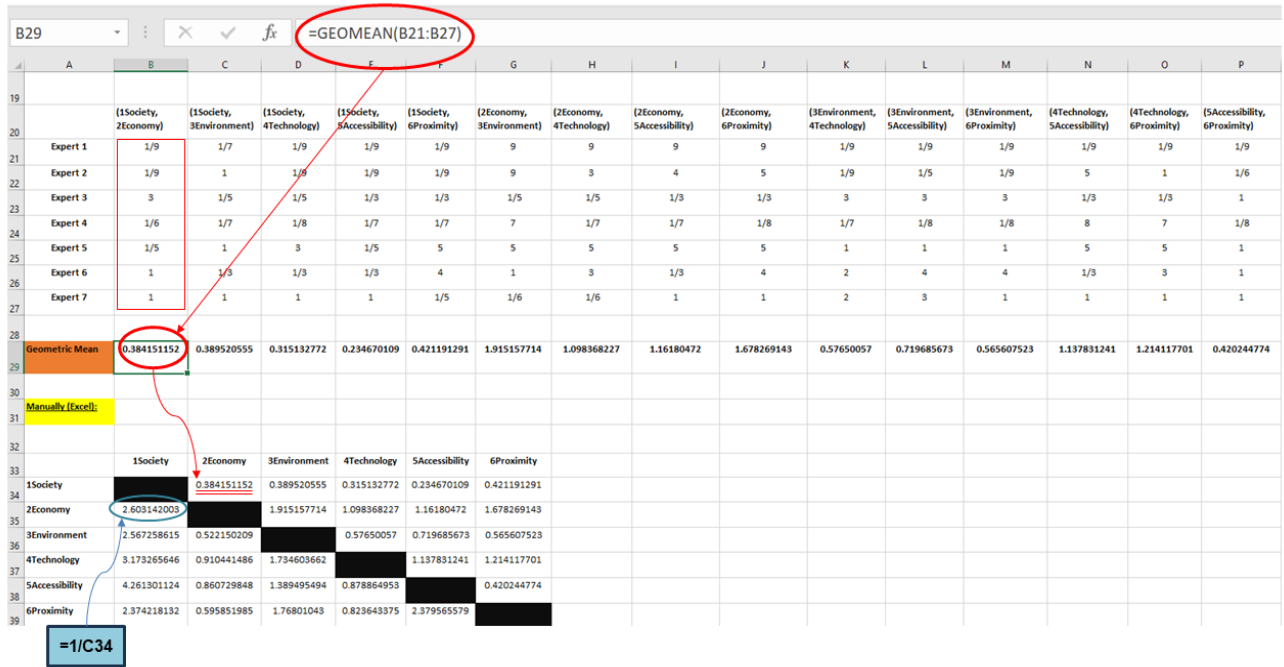 B29 fx =GEOMEAN(B21:B27)
A B C D E F G H I J K L M N O P
19
20 (1Society, 2Economy) (1Society, 3Environment) (1Society, 4Technology) (1Society, 5Accessibility) (1Society, 6Proximity) (2Economy, 3Environment) (2Economy, 4Technology) (2Economy, 5Accessibility) (2Economy, 6Proximity) (3Environment, 4Technology) (3Environment, 5Accessibility) (3Environment, 6Proximity) (4Technology, 5Accessibility) (4Technology, 6Proximity) (5Accessibility, 6Proximity)
21 Expert 1 1/9 1/7 1/9 1/9 1/9 9 9 9 9 1/9 1/9 1/9 1/9 1/9 1/9
22 Expert 2 1/9 1 1/9 1/9 1/9 9 3 4 5 1/9 1/5 1/9 5 1 1/6
23 Expert 3 3 1/5 1/5 1/3 1/3 1/5 1/5 1/3 1/3 3 3 3 1/3 1/3 1
24 Expert 4 1/6 1/7 1/8 1/7 1/7 7 1/7 1/7 1/8 1/7 1/8 1/8 8 7 1/8
25 Expert 5 1/5 1 3 1/5 5 5 5 5 5 1 1 1 5 5 1
26 Expert 6 1 1/3 1/3 1/3 4 1 3 1/3 4 2 4 4 1/3 3 1
27 Expert 7 1 1 1 1 1/5 1/6 1/6 1 1 2 3 1 1 1 1
28
29 Geometric Mean 0.384151152 0.389520555 0.315132772 0.234670109 0.421191291 1.915157714 1.098368227 1.16180472 1.678269143 0.57650057 0.719685673 0.565607523 1.137831241 1.214117701 0.420244774
30
31 Manually (Excel):
32
33 1Society 2Economy 3Environment 4Technology 5Accessibility 6Proximity
34 1Society 0.384151152 0.389520555 0.315132772 0.234670109 0.421191291
35 2Economy 2.603142003 1.915157714 1.098368227 1.16180472 1.678269143
36 3Environment 2.567258615 0.522150209 0.57650057 0.719685673 0.565607523
37 4Technology 3.173265646 0.910441486 1.734603662 1.137831241 1.214117701
38 5Accessibility 4.261301124 0.860729848 1.389495494 0.878864953 0.420244774
39 6Proximity 2.374218132 0.595851985 1.76801043 0.823643375 2.379565579
=1/C34